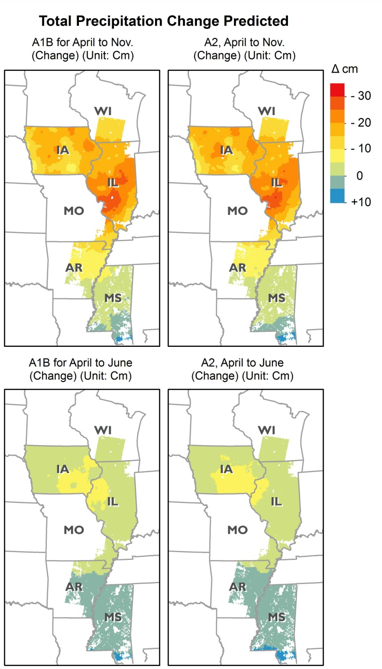 Total Precipitation Change Predicted
A1B for April to Nov.
(Change) (Unit: Cm)
A2, April to Nov.
(Change) (Unit: Cm)
Δ cm
- 30
- 20
- 10
0
+10
WI
IA
IL
MO
AR
MS
WI
IA
IL
MO
AR
MS
A1B for April to June
(Change) (Unit: Cm)
A2, April to June
(Change) (Unit: Cm)
WI
IA
IL
MO
AR
MS
WI
IA
IL
MO
AR
MS